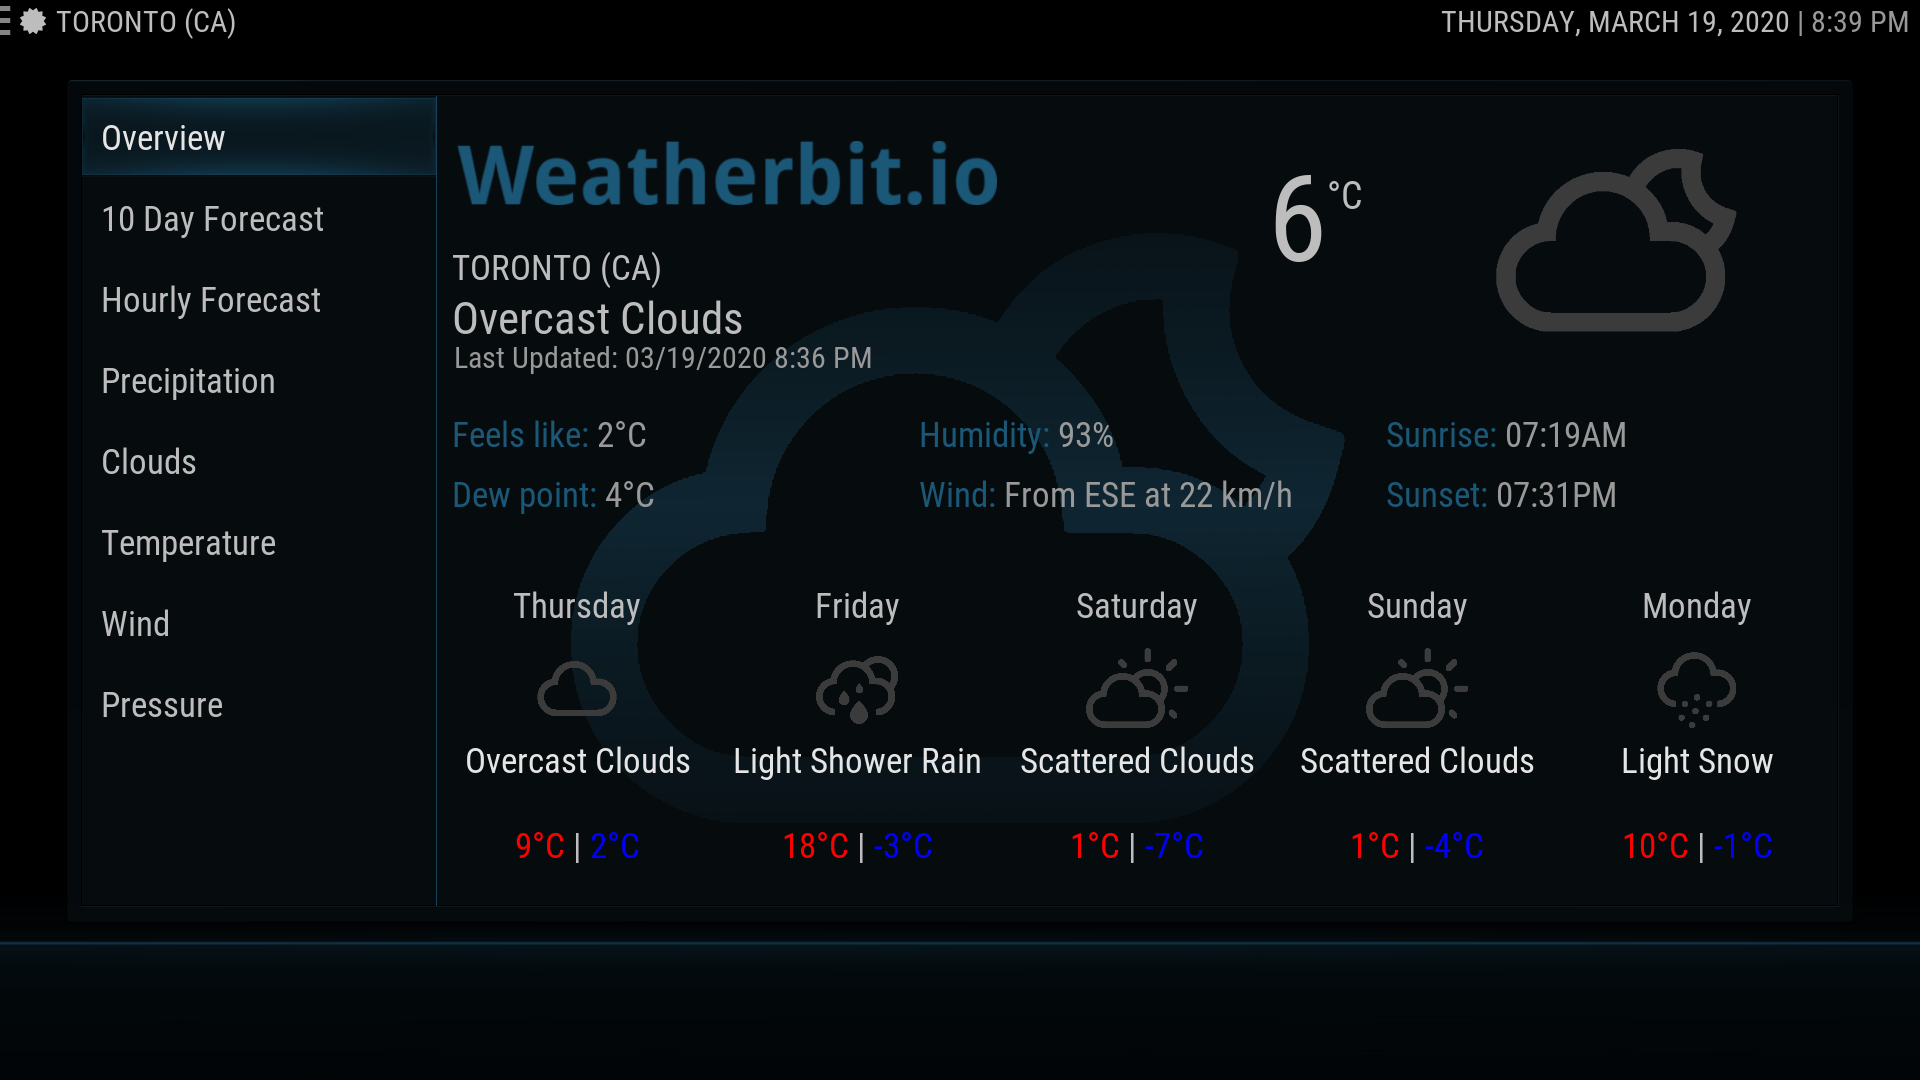 TORONTO (CA)
THURSDAY, MARCH 19, 2020 | 8:39 PM
Overview
10 Day Forecast
Hourly Forecast
Precipitation
Clouds
Temperature
Wind
Pressure
Weatherbit.io
6 °C
TORONTO (CA)
Overcast Clouds
Last Updated: 03/19/2020 8:36 PM
Feels like: 2°C
Humidity: 93%
Sunrise: 07:19AM
Dew point: 4°C
Wind: From ESE at 22 km/h
Sunset: 07:31PM
Thursday
Friday
Saturday
Sunday
Monday
Overcast Clouds
Light Shower Rain
Scattered Clouds
Scattered Clouds
Light Snow
9°C | 2°C
18°C | -3°C
1°C | -7°C
1°C | -4°C
10°C | -1°C